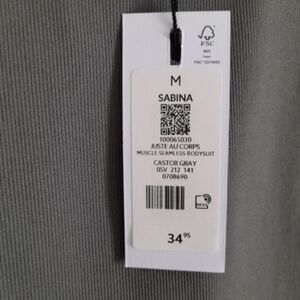 FSC
M
SABINA
100065030
JUSTE AU CORPS
MUSCLE SEAMLESS BODYSUIT
CASTOR GRAY
05V 212 141
0708690
34 95